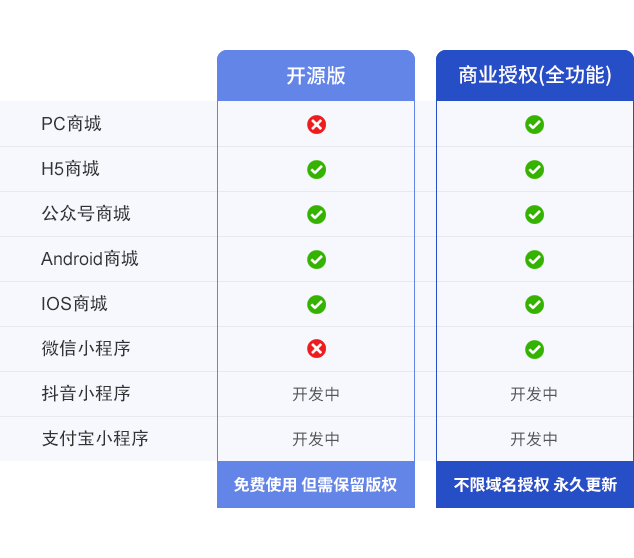 开源版 商业授权(全功能)
PC商城
H5商城
公众号商城
Android商城
IOS商城
微信小程序
抖音小程序 开发中 开发中
支付宝小程序 开发中 开发中
免费使用 但需保留版权 不限域名授权 永久更新